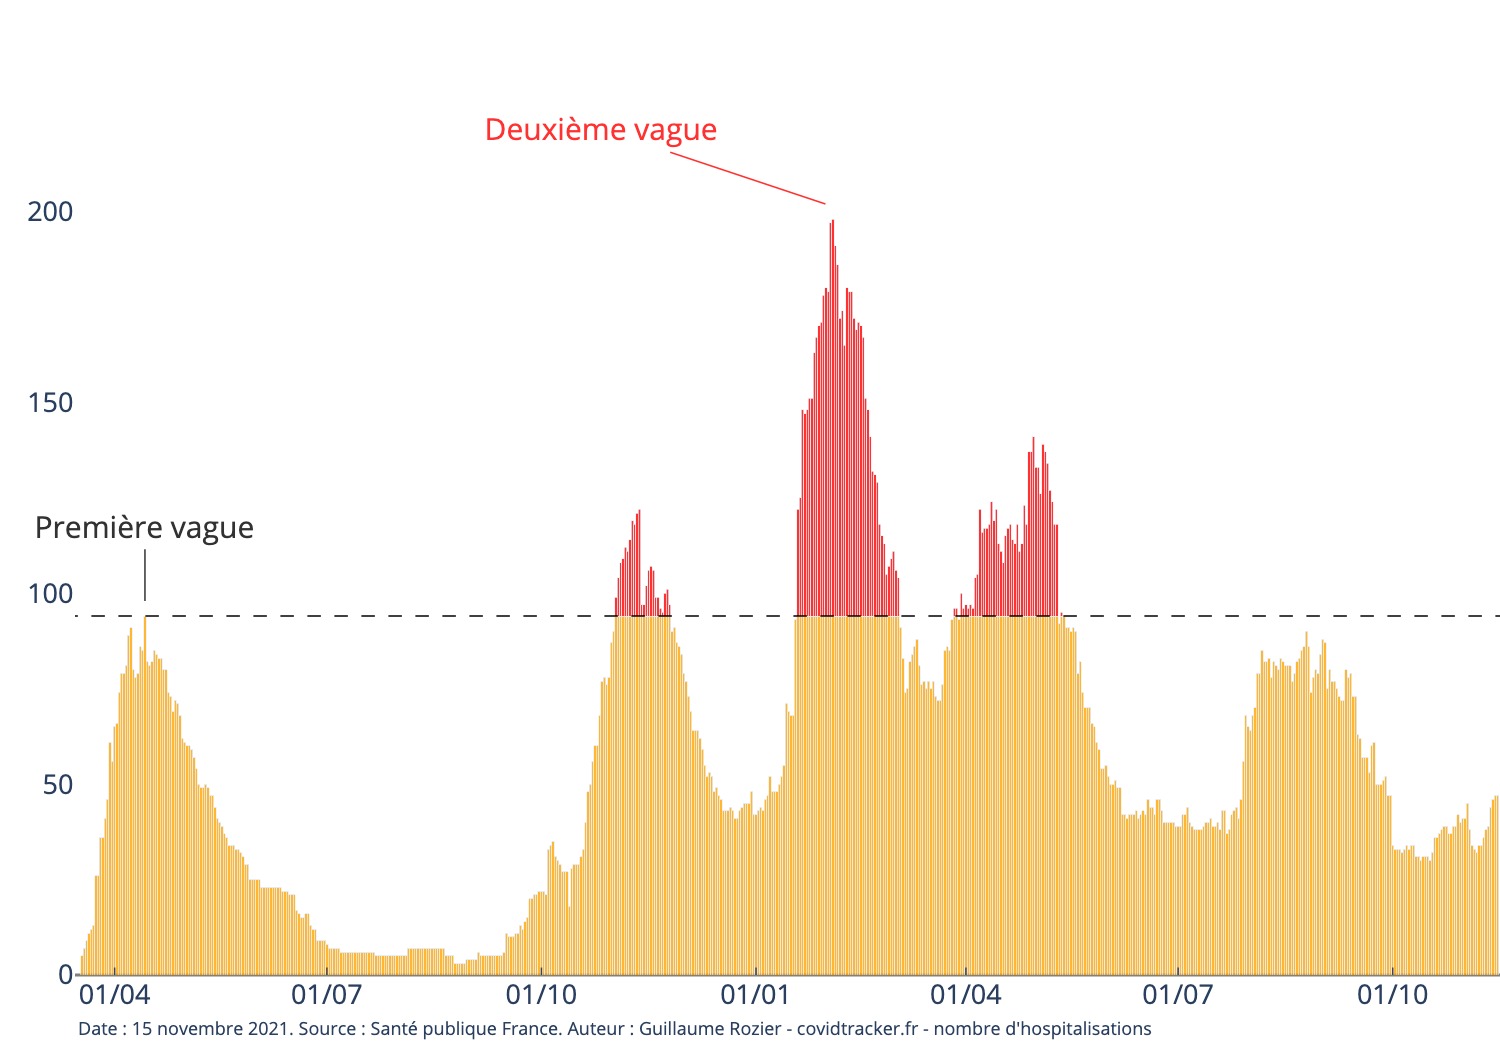 Deuxième vague
200
150
Première vague
100
50
0
01/04 01/07 01/10 01/01 01/04 01/07 01/10
Date : 15 novembre 2021. Source : Santé publique France. Auteur : Guillaume Rozier - covidtracker.fr - nombre d'hospitalisations